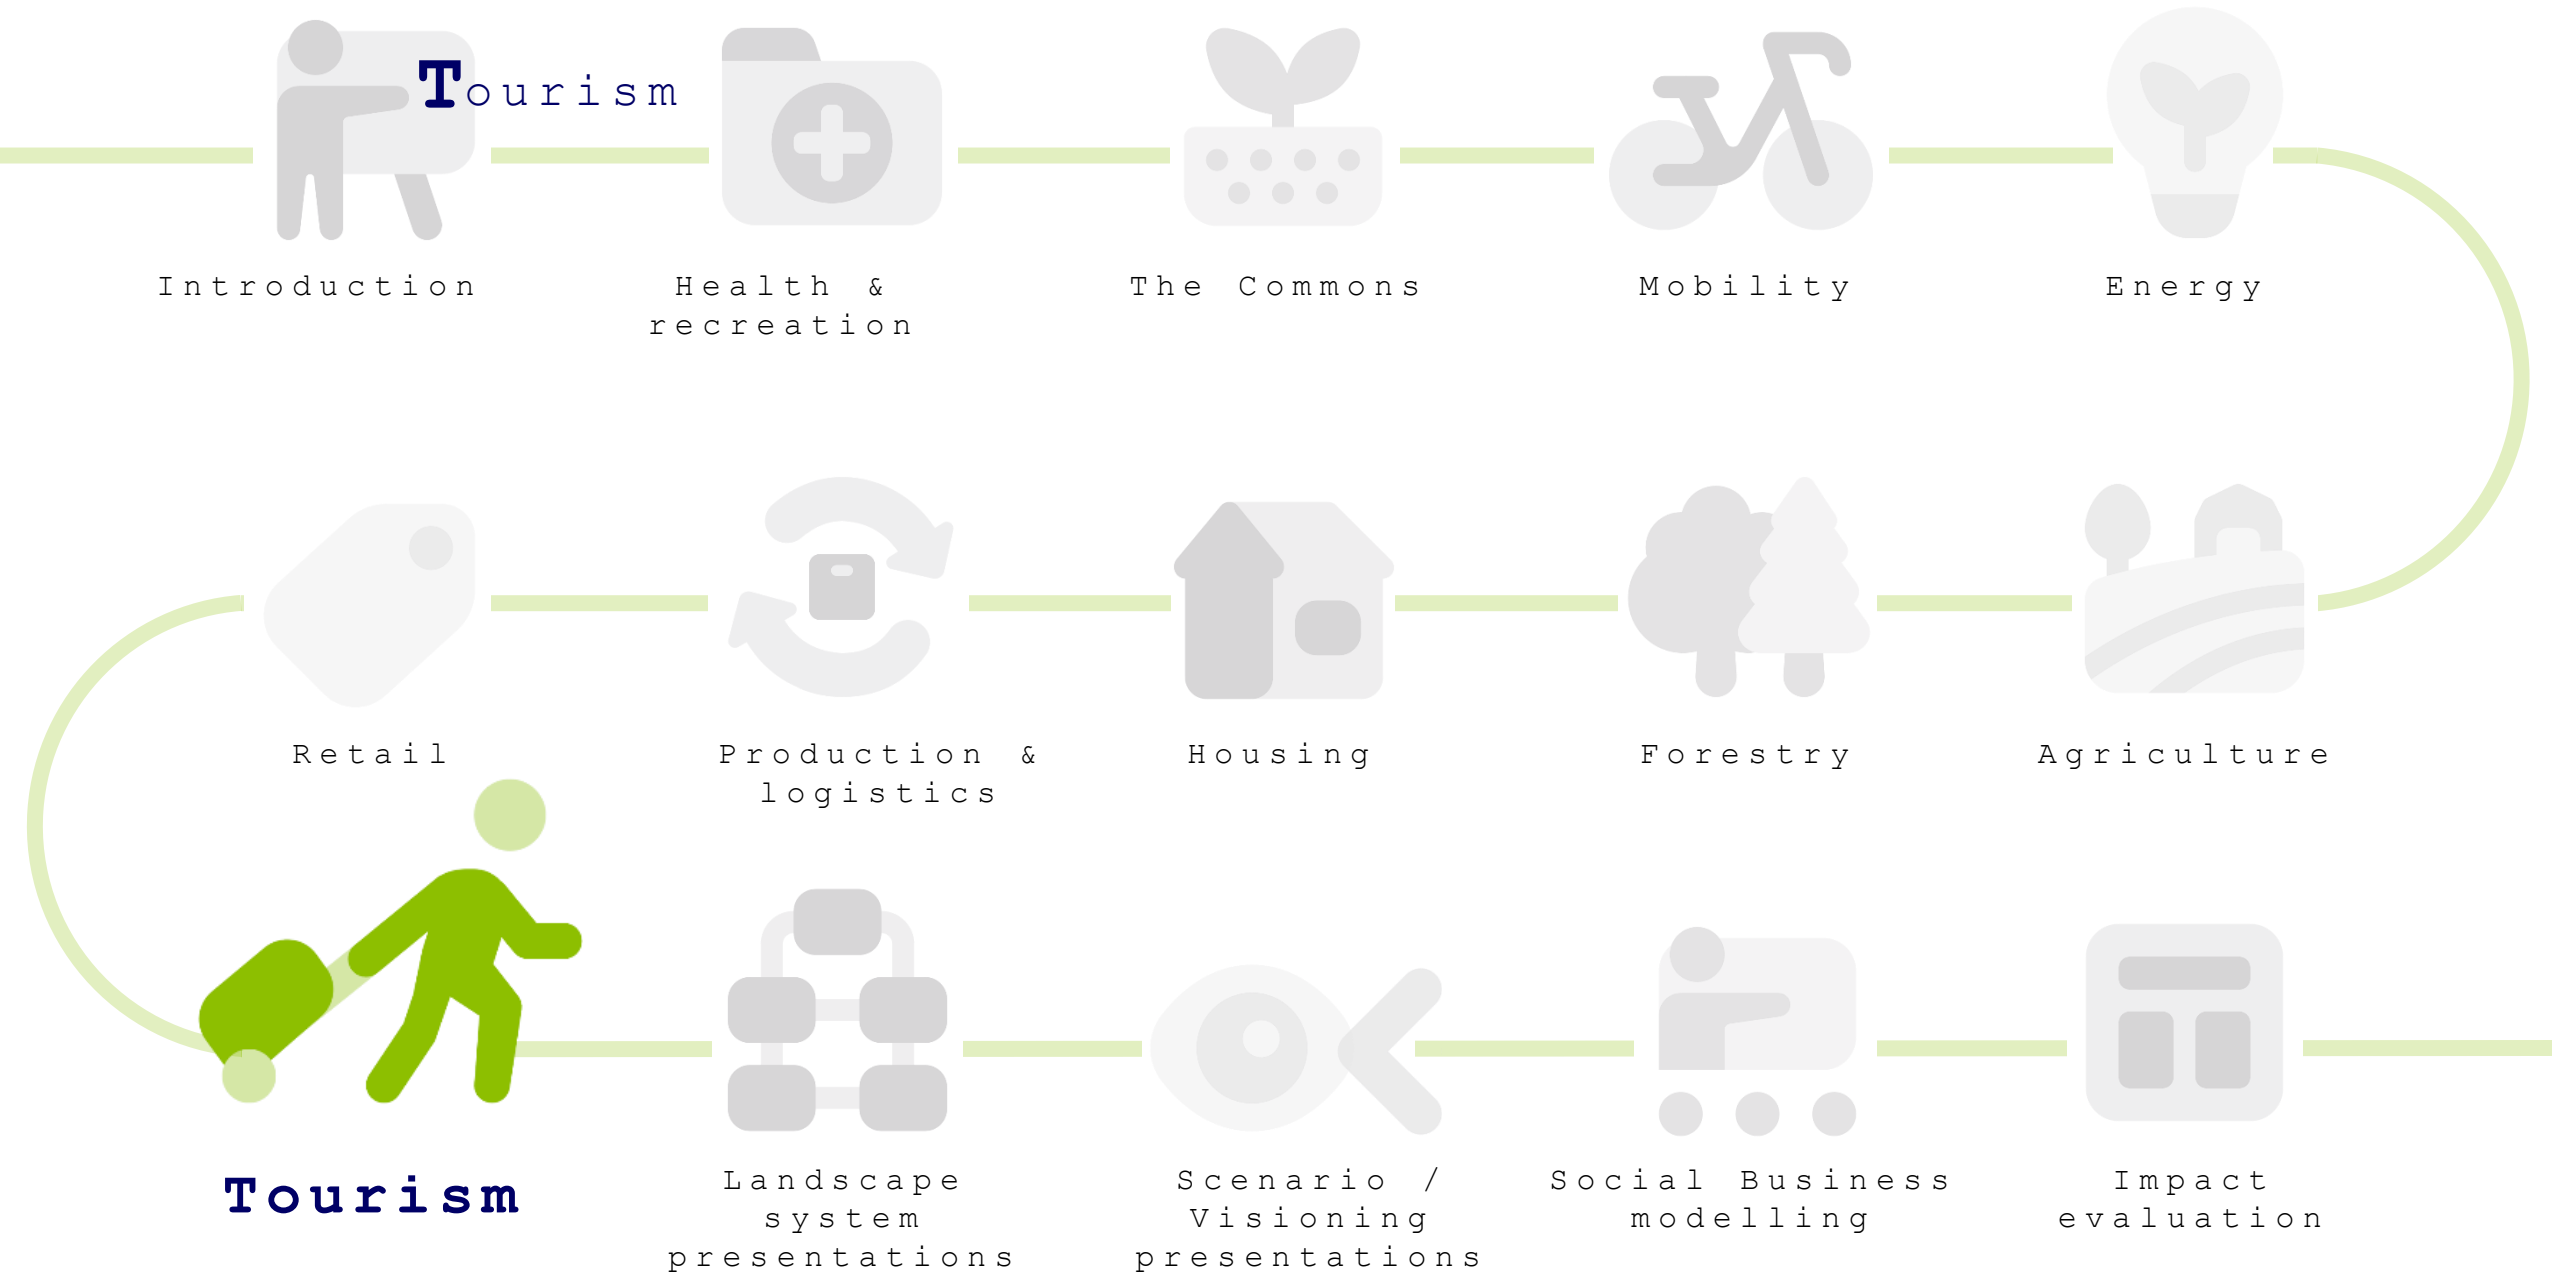 Tourism
Introduction
Health &
recreation
The Commons
Mobility
Energy
Retail
Production &
logistics
Housing
Forestry
Agriculture
Tourism
Landscape
system
presentations
Scenario /
Visioning
presentations
Social Business
modelling
Impact
evaluation